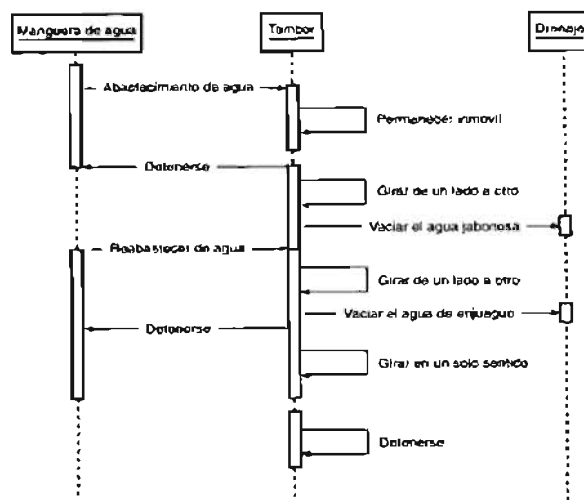 Manguera de agua
Tambor
Drenaje
Abastecimiento de agua
Permanecer inmovil
Detenerse
Girar de un lado a otro
Vaciar el agua jabonosa
Reabastecer de agua
Girar de un lado a otro
Vaciar el agua de enjuague
Detenerse
Girar en un solo sentido
Detenerse